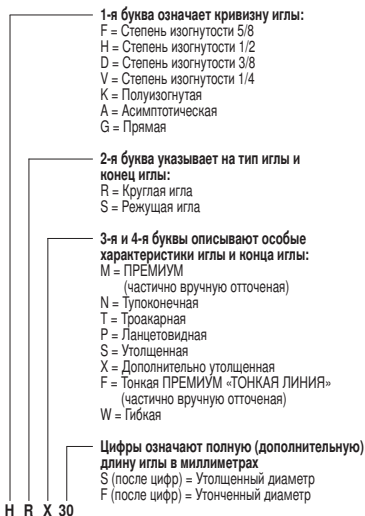 1-я буква означает кривизну иглы:
F = Степень изогнутости 5/8
H = Степень изогнутости 1/2
D = Степень изогнутости 3/8
V = Степень изогнутости 1/4
K = Полуизогнутая
A = Асимптотическая
G = Прямая
2-я буква указывает на тип иглы и
конец иглы:
R = Круглая игла
S = Режущая игла
3-я и 4-я буквы описывают особые
характеристики иглы и конца иглы:
M = ПРЕМИУМ
(частично вручную отточеная)
N = Тупоконечная
T = Троакарная
P = Ланцетовидная
S = Утолщенная
X = Дополнительно утолщенная
F = Тонкая ПРЕМИУМ «ТОНКАЯ ЛИНИЯ»
(частично вручную отточеная)
W = Гибкая
Цифры означают полную (дополнительную)
длину иглы в миллиметрах
S (после цифр) = Утолщенный диаметр
F (после цифр) = Утонченный диаметр
H R X 30